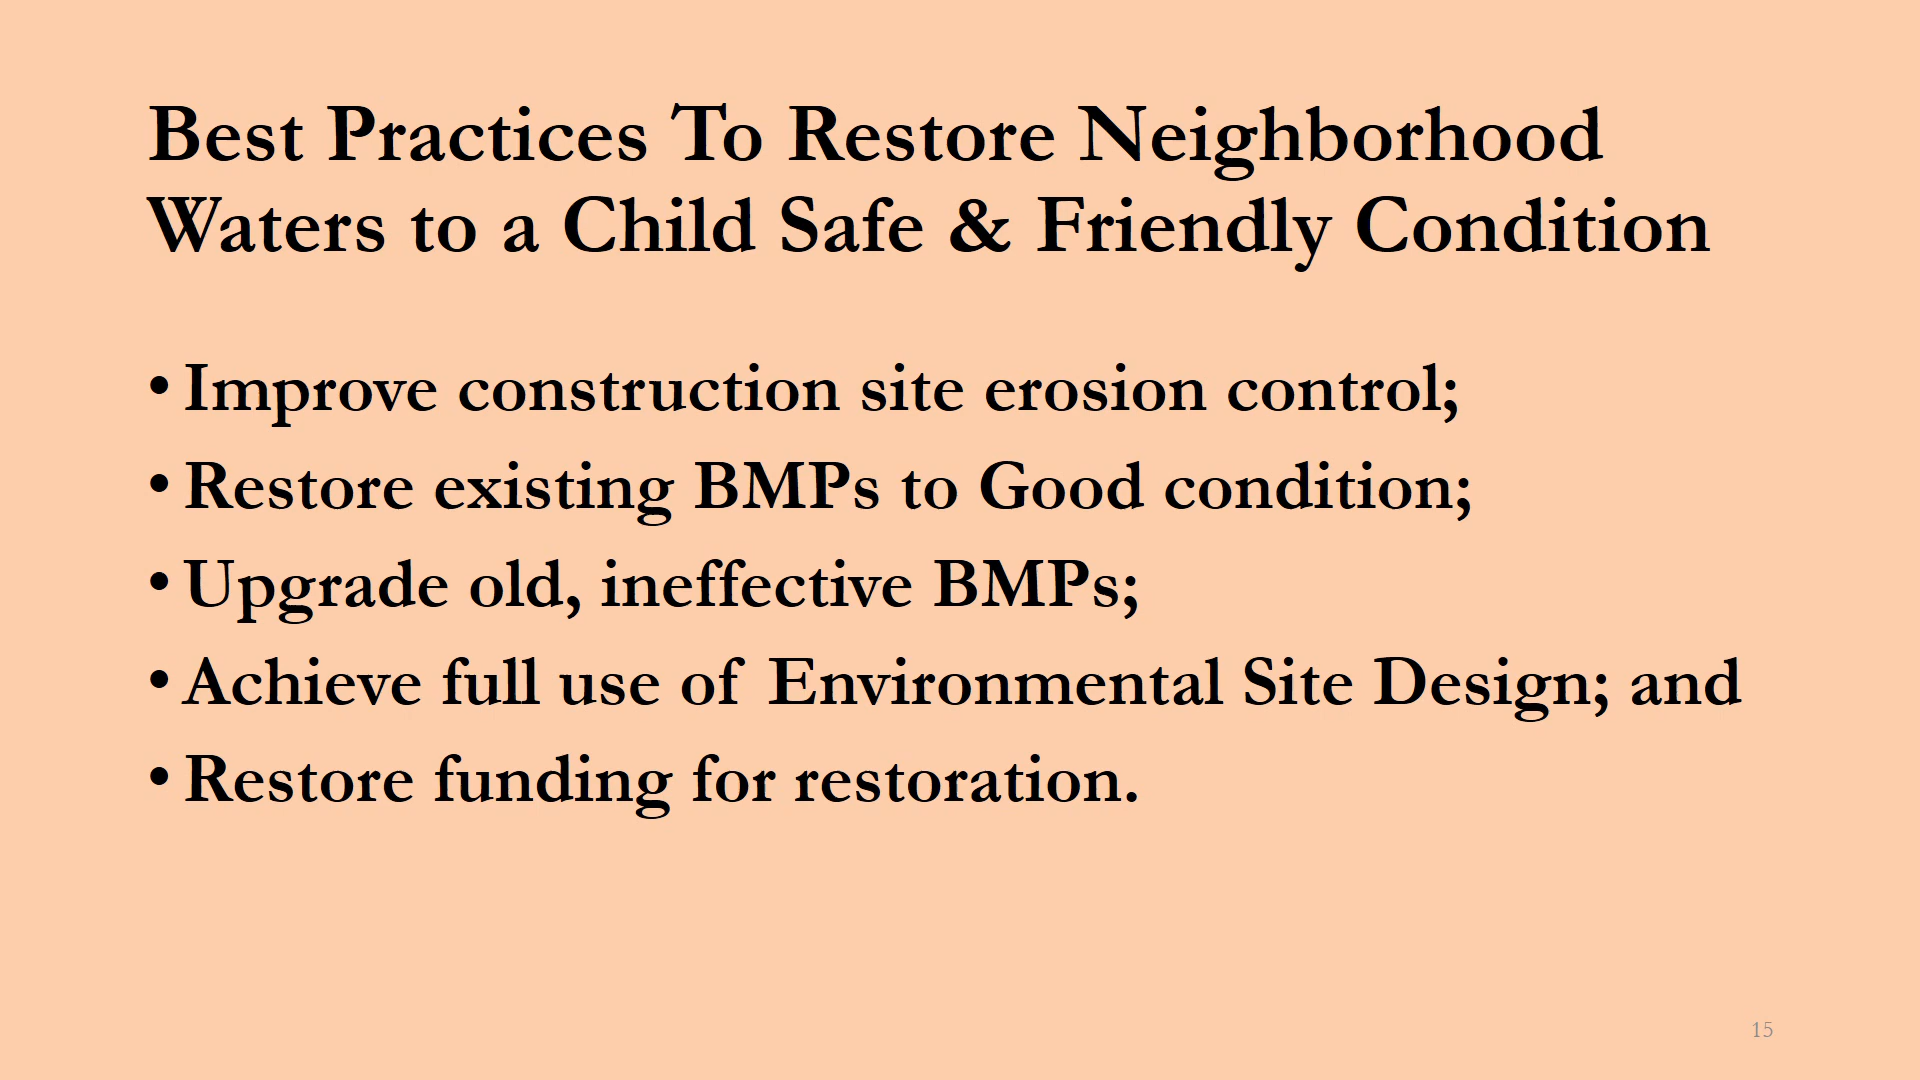 Best Practices To Restore Neighborhood
Waters to a Child Safe & Friendly Condition
• Improve construction site erosion control;
• Restore existing BMPs to Good condition;
• Upgrade old, ineffective BMPs;
• Achieve full use of Environmental Site Design; and
• Restore funding for restoration.
15